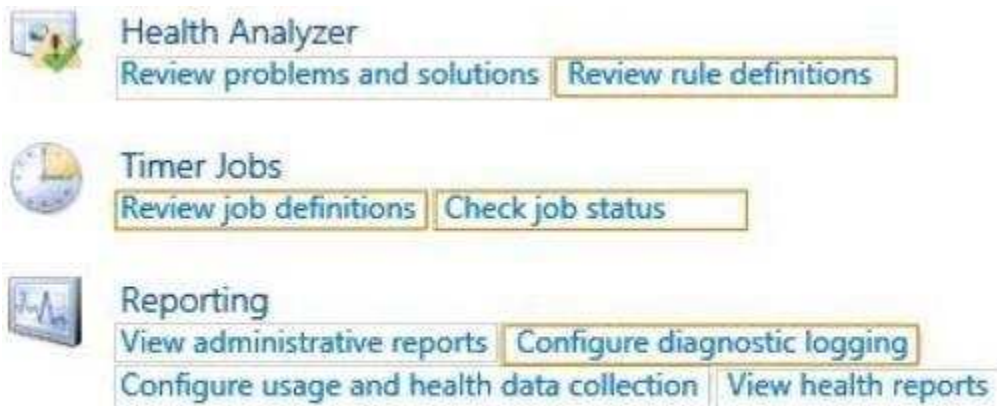 Health Analyzer
Review problems and solutions Review rule definitions
Timer Jobs
Review job definitions Check job status
Reporting
View administrative reports Configure diagnostic logging
Configure usage and health data collection View health reports